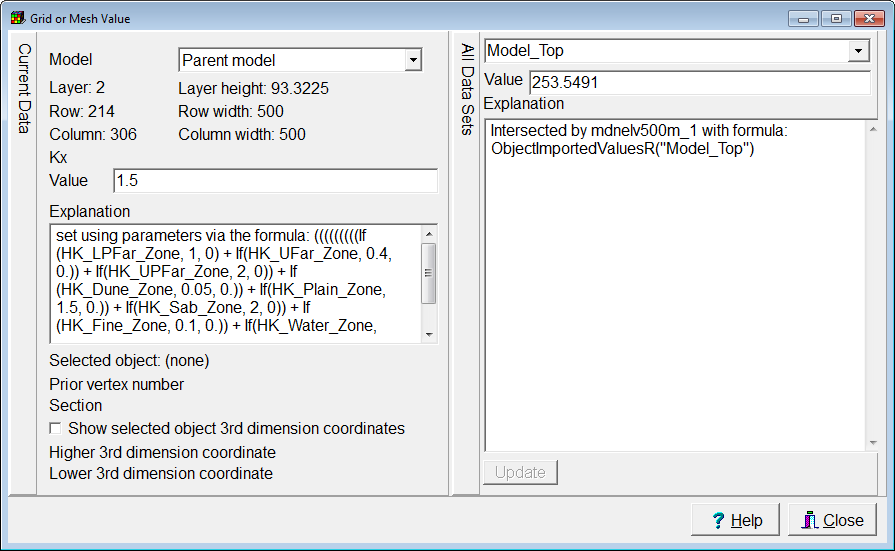 Grid or Mesh Value
Current Data
Model
Parent model
Layer: 2
Layer height: 93.3225
Row: 214
Row width: 500
Column: 306
Column width: 500
Kx
Value
1.5
Explanation
set using parameters via the formula: (((((((((If
(HK_LPFar_Zone, 1, 0) + If(HK_UFar_Zone, 0.4,
0.)) + If(HK_UPFar_Zone, 2, 0)) + If
(HK_Dune_Zone, 0.05, 0.)) + If(HK_Plain_Zone,
1.5, 0.)) + If(HK_Sab_Zone, 2, 0)) + If
(HK_Fine_Zone, 0.1, 0.)) + If(HK_Water_Zone,
Selected object: (none)
Prior vertex number
Section
Show selected object 3rd dimension coordinates
Higher 3rd dimension coordinate
Lower 3rd dimension coordinate
All Data Sets
Model_Top
Value
253.5491
Explanation
Intersected by mdnelv500m_1 with formula:
ObjectImportedValuesR("Model_Top")
Update
? Help
Close